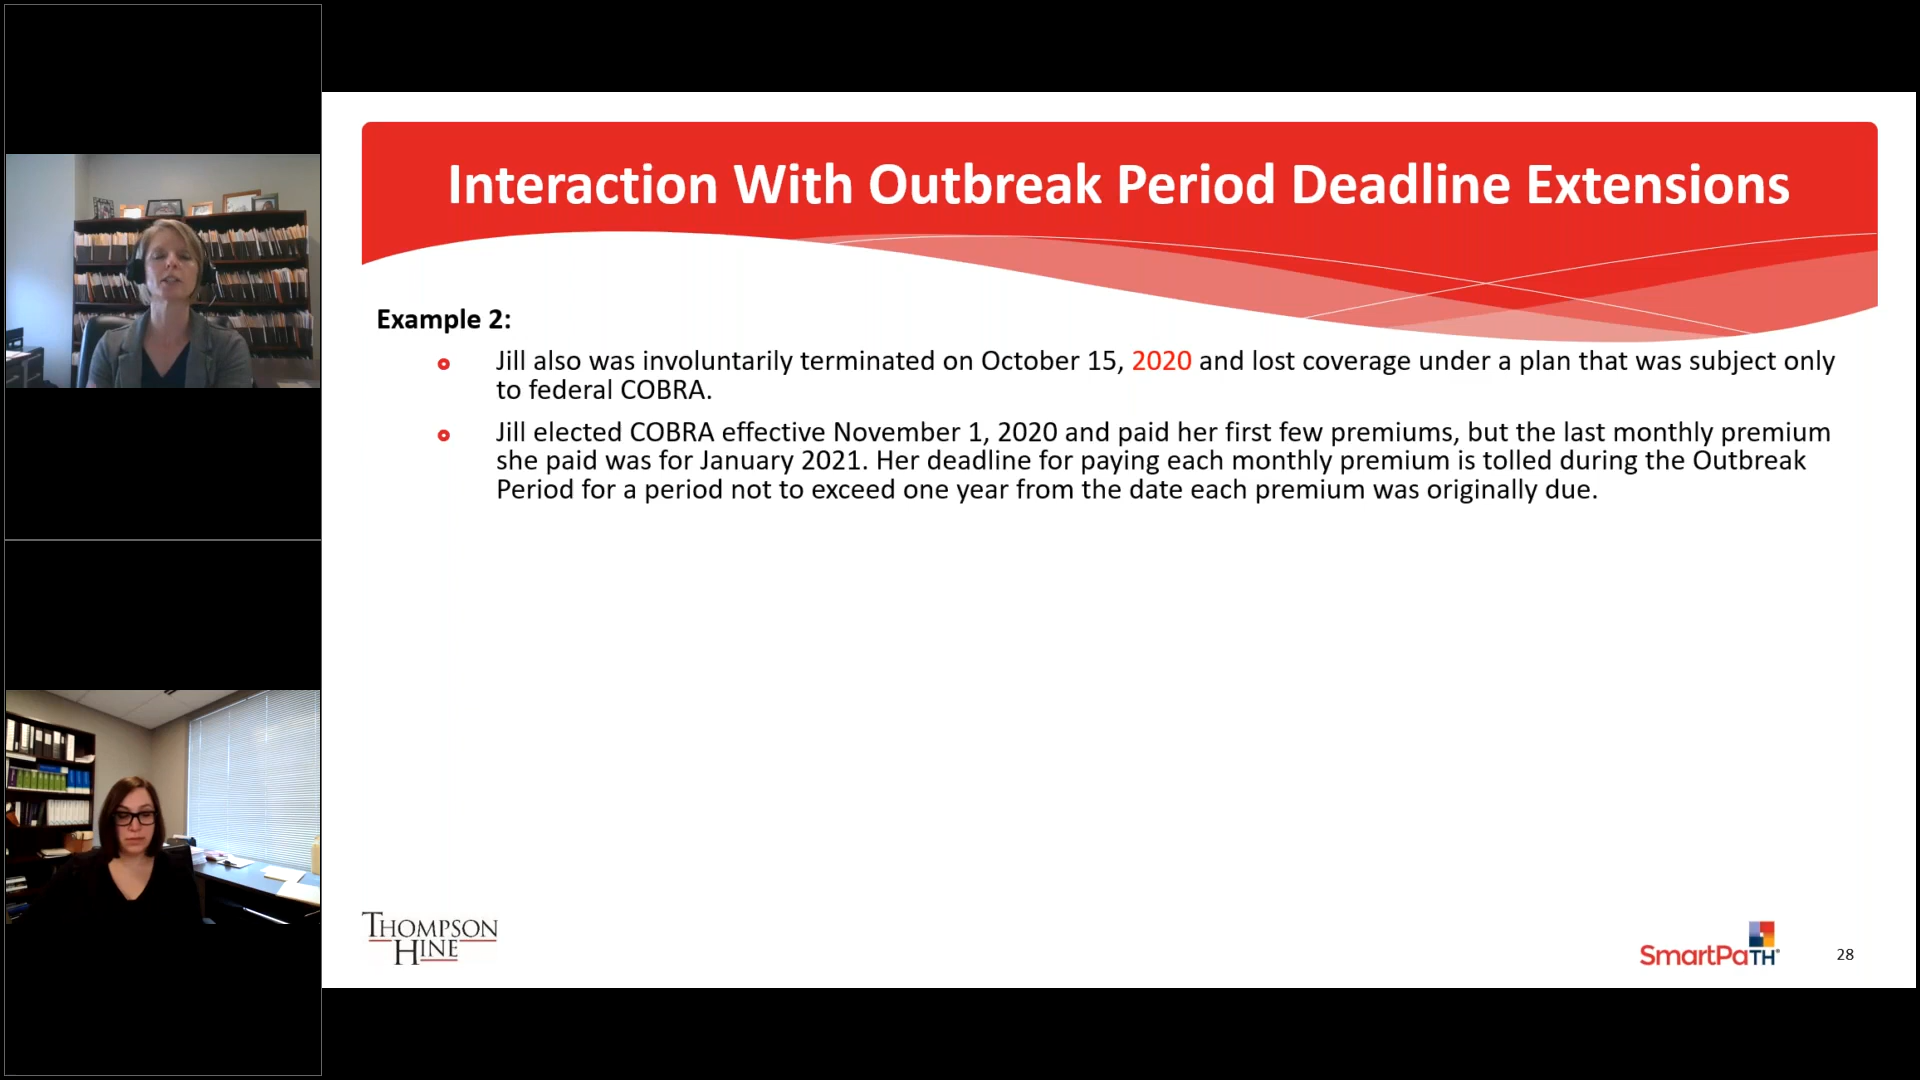 Interaction With Outbreak Period Deadline Extensions
Example 2:
Jill also was involuntarily terminated on October 15, 2020 and lost coverage under a plan that was subject only
to federal COBRA.
Jill elected COBRA effective November 1, 2020 and paid her first few premiums, but the last monthly premium
she paid was for January 2021. Her deadline for paying each monthly premium is tolled during the Outbreak
Period for a period not to exceed one year from the date each premium was originally due.
THOMPSON
HINE
SmartPaTH
28